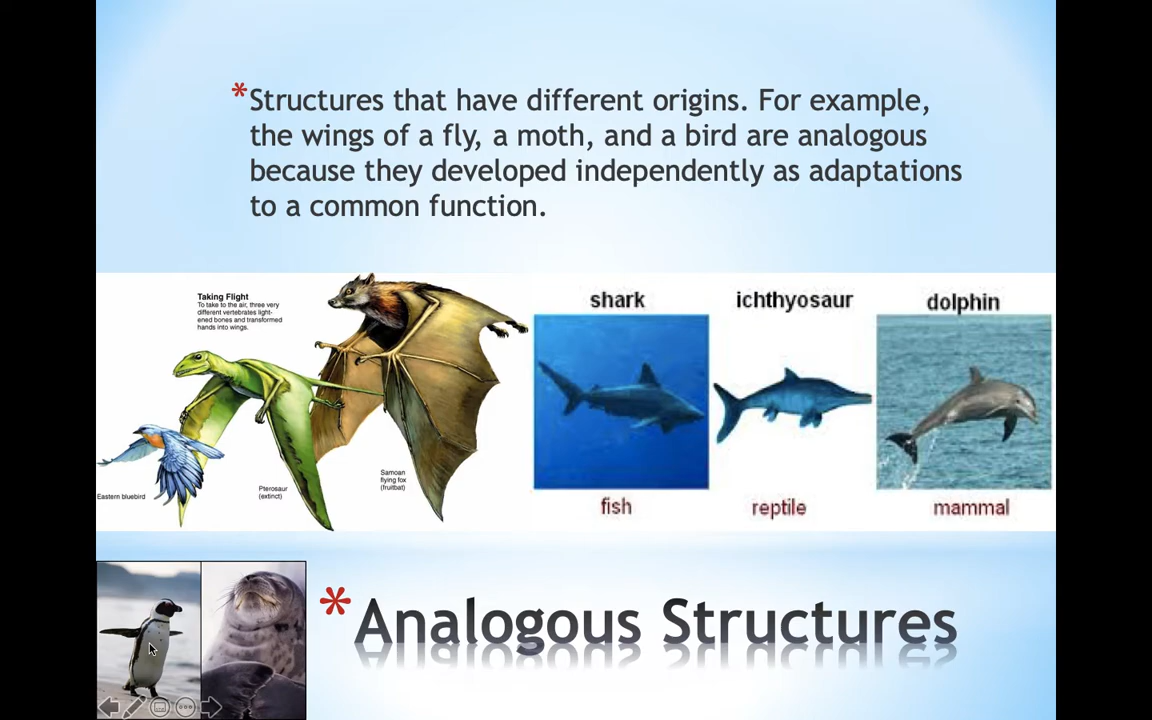 *Structures that have different origins. For example,
the wings of a fly, a moth, and a bird are analogous
because they developed independently as adaptations
to a common function.
Taking Flight
To take to the air, three very
different vertebrates light-
ened bones and transformed
hands into wings.
Eastern bluebird
Pterosaur
(extinct)
Samoan
flying fox
(fruitbat)
shark
ichthyosaur
dolphin
fish
reptile
mammal
*Analogous Structures